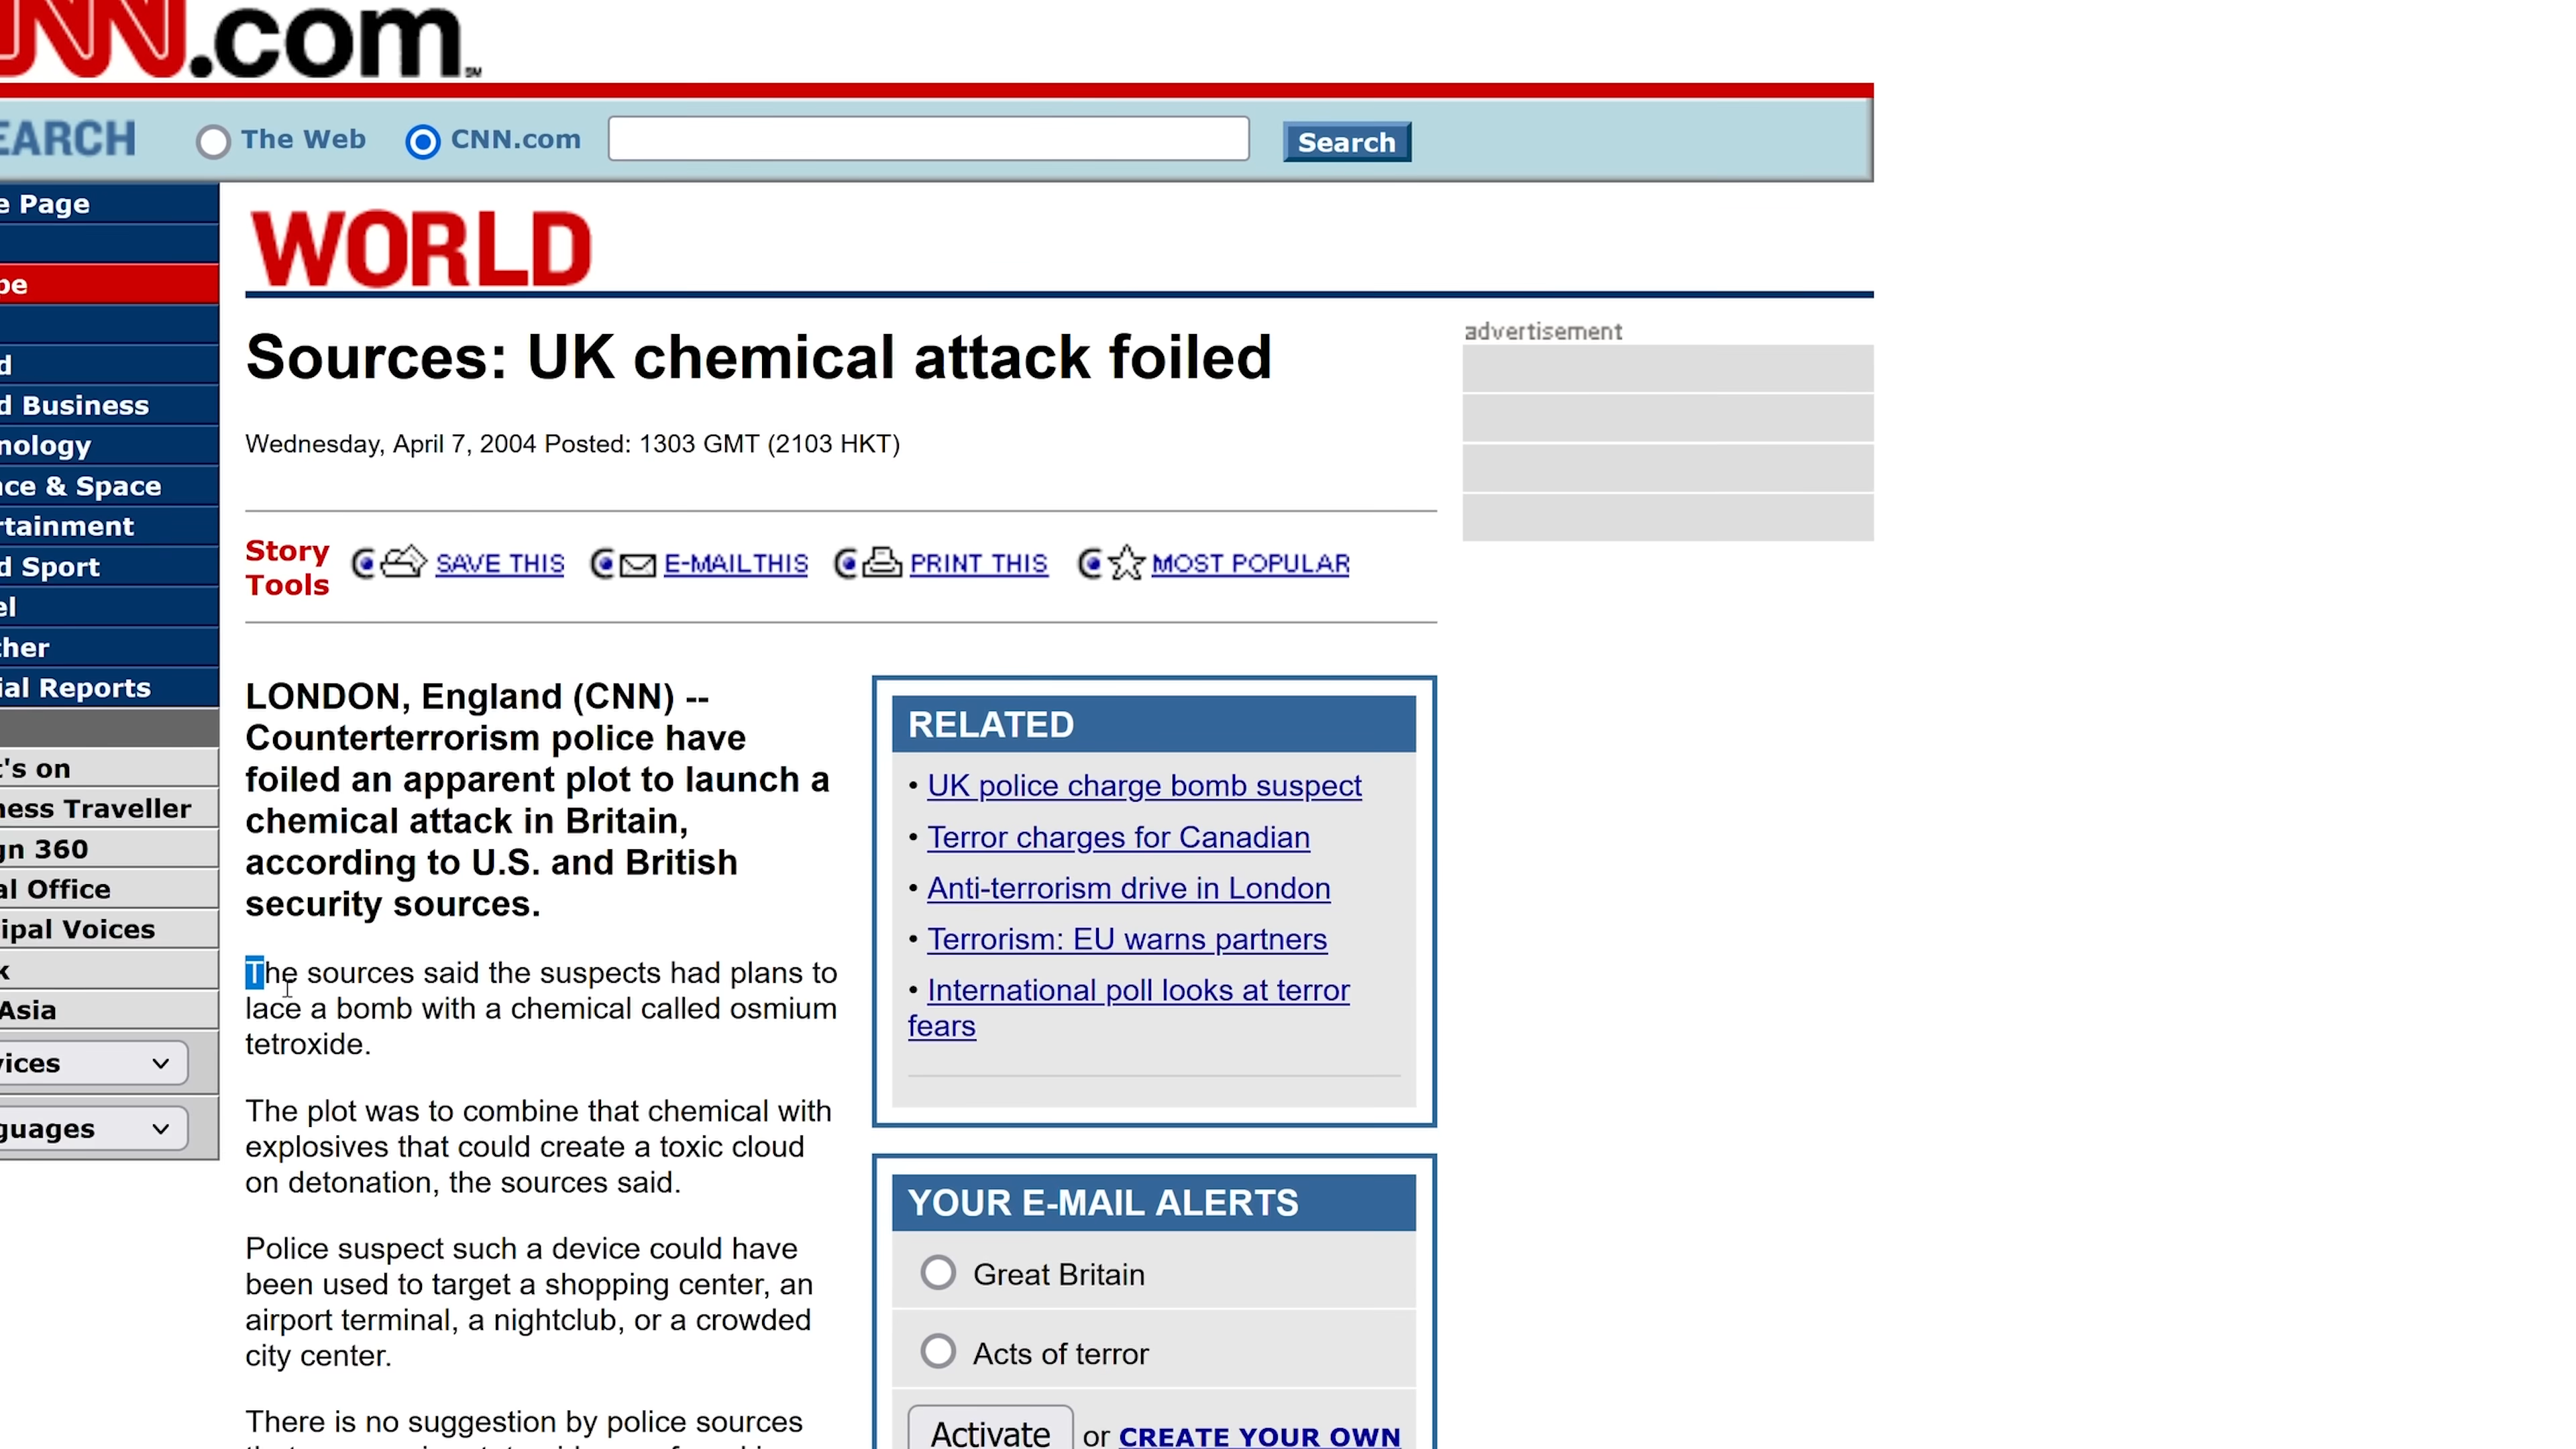 NN.com
SM
EARCH The Web CNN.com Search
e Page
pe
d
d Business
nology
nce & Space
rtainment
d Sport
el
ther
ial Reports
t's on
ness Traveller
gn 360
al Office
ipal Voices
k
Asia
vices
guages
WORLD
Sources: UK chemical attack foiled
Wednesday, April 7, 2004 Posted: 1303 GMT (2103 HKT)
advertisement
Story
Tools
SAVE THIS E-MAIL THIS PRINT THIS MOST POPULAR
LONDON, England (CNN) --
Counterterrorism police have
foiled an apparent plot to launch a
chemical attack in Britain,
according to U.S. and British
security sources.
The sources said the suspects had plans to
lace a bomb with a chemical called osmium
tetroxide.
The plot was to combine that chemical with
explosives that could create a toxic cloud
on detonation, the sources said.
Police suspect such a device could have
been used to target a shopping center, an
airport terminal, a nightclub, or a crowded
city center.
There is no suggestion by police sources
RELATED
• UK police charge bomb suspect
• Terror charges for Canadian
• Anti-terrorism drive in London
• Terrorism: EU warns partners
• International poll looks at terror
fears
YOUR E-MAIL ALERTS
Great Britain
Acts of terror
Activate or CREATE YOUR OWN